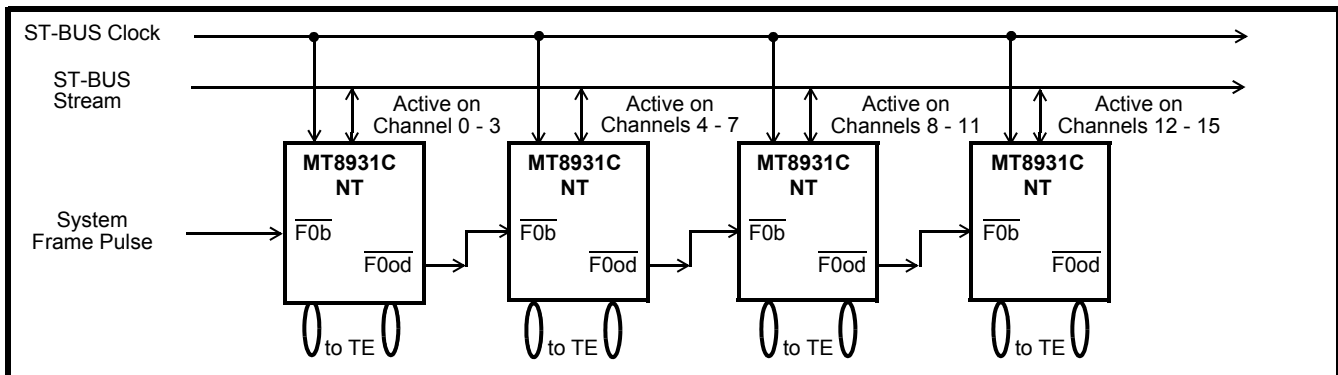 ST-BUS Clock
ST-BUS
Stream
Active on
Channel 0 - 3
Active on
Channels 4 - 7
Active on
Channels 8 - 11
Active on
Channels 12 - 15
MT8931C
NT
MT8931C
NT
MT8931C
NT
MT8931C
NT
System
Frame Pulse
F0b
F0od
F0b
F0od
F0b
F0od
F0b
F0od
to TE
to TE
to TE
to TE